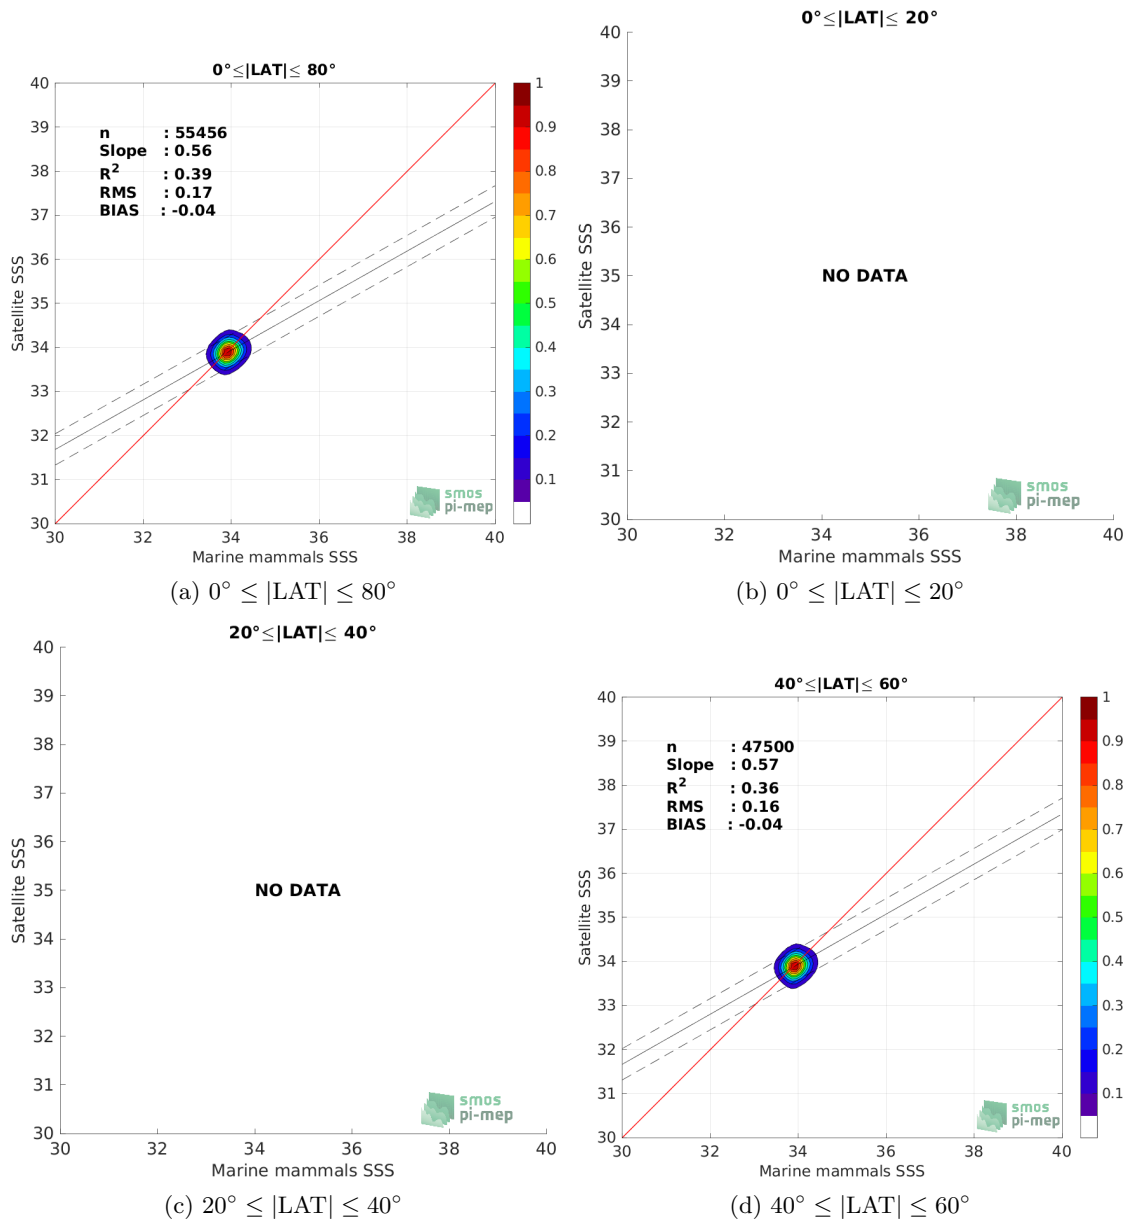 0°≤|LAT|≤ 80°
40
39
38
37
36
35
34
33
32
31
30
n : 55456
Slope : 0.56
R² : 0.39
RMS : 0.17
BIAS : -0.04
Satellite SSS
smos
pi-mep
30 32 34 36 38 40
Marine mammals SSS
1
0.9
0.8
0.7
0.6
0.5
0.4
0.3
0.2
0.1
(a) 0° ≤ |LAT| ≤ 80°
0°≤|LAT|≤ 20°
40
39
38
37
36
35
34
33
32
31
30
Satellite SSS
NO DATA
smos
pi-mep
30 32 34 36 38 40
Marine mammals SSS
(b) 0° ≤ |LAT| ≤ 20°
20°≤|LAT|≤ 40°
40
39
38
37
36
35
34
33
32
31
30
Satellite SSS
NO DATA
smos
pi-mep
30 32 34 36 38 40
Marine mammals SSS
(c) 20° ≤ |LAT| ≤ 40°
40°≤|LAT|≤ 60°
40
39
38
37
36
35
34
33
32
31
30
n : 47500
Slope : 0.57
R² : 0.36
RMS : 0.16
BIAS : -0.04
Satellite SSS
smos
pi-mep
30 32 34 36 38 40
Marine mammals SSS
1
0.9
0.8
0.7
0.6
0.5
0.4
0.3
0.2
0.1
(d) 40° ≤ |LAT| ≤ 60°